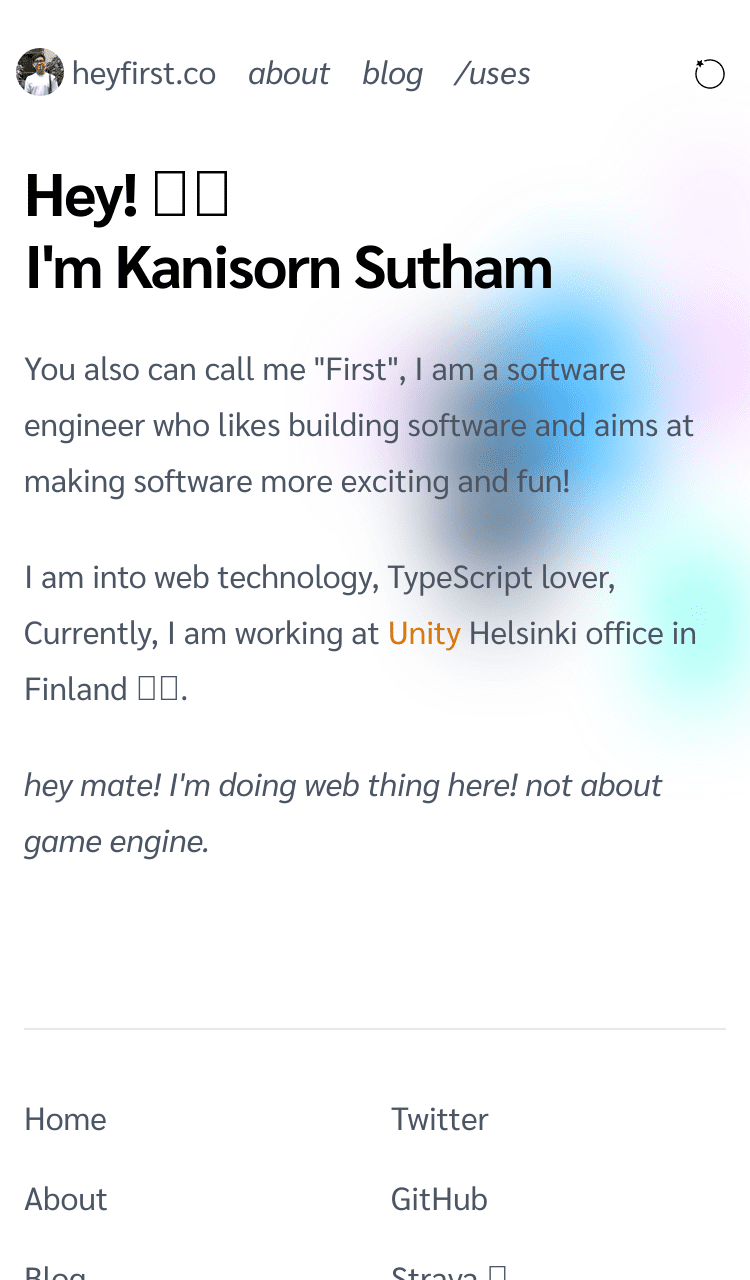 heyfirst.co about blog /uses
Hey! 
I'm Kanisorn Sutham
You also can call me "First", I am a software
engineer who likes building software and aims at
making software more exciting and fun!
I am into web technology, TypeScript lover,
Currently, I am working at Unity Helsinki office in
Finland .
hey mate! I'm doing web thing here! not about
game engine.
Home Twitter
About GitHub
Blog Strava